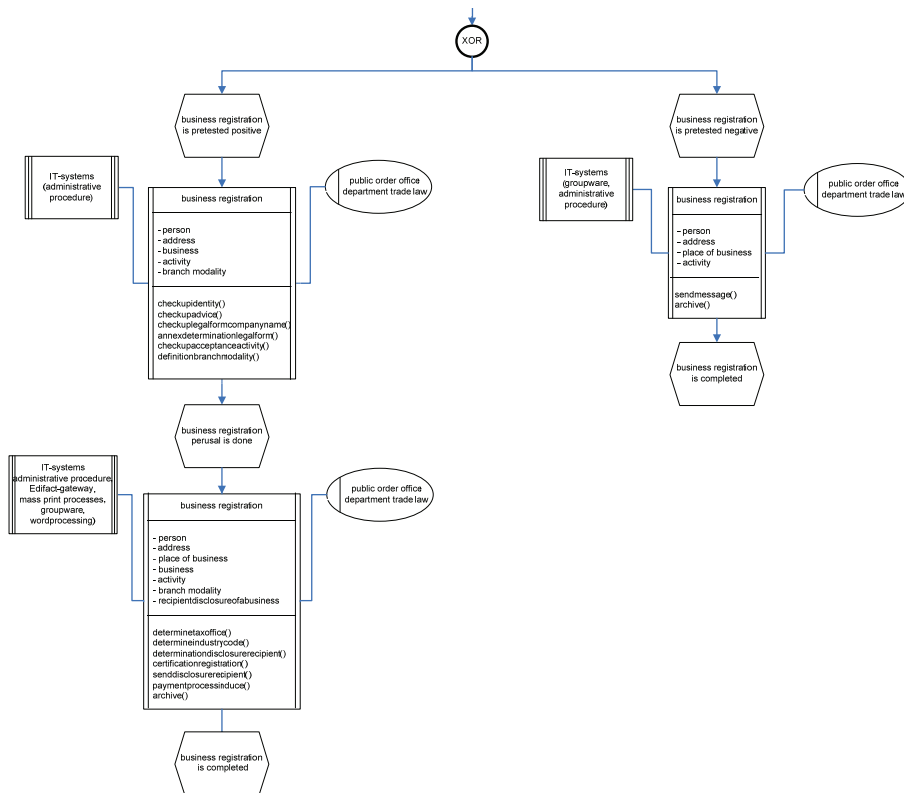 XOR
business registration
is pretested positive
business registration
is pretested negative
IT-systems
(administrative
procedure)
public order office
department trade law
business registration
- person
- address
- business
- activity
- branch modality
checkupidentity()
checkupadvice()
checkuplegalformcompanyname()
annexdeterminationlegalform()
checkupacceptanceactivity()
definitionbranchmodality()
IT-systems
(groupware,
administrative
procedure)
public order office
department trade law
business registration
- person
- address
- place of business
- activity
sendmessage()
archive()
business registration
is completed
business registration
perusal is done
IT-systems
administrative procedure,
Edifact-gateway,
mass print processes,
groupware,
wordprocessing)
public order office
department trade law
business registration
- person
- address
- place of business
- business
- activity
- branch modality
- recipientdisclosureofabusiness
determinetaxoffice()
determineindustrycode()
determinationdisclosurerecipient()
certificationregistration()
senddisclosurerecipient()
paymentprocessinduce()
archive()
business registration
is completed